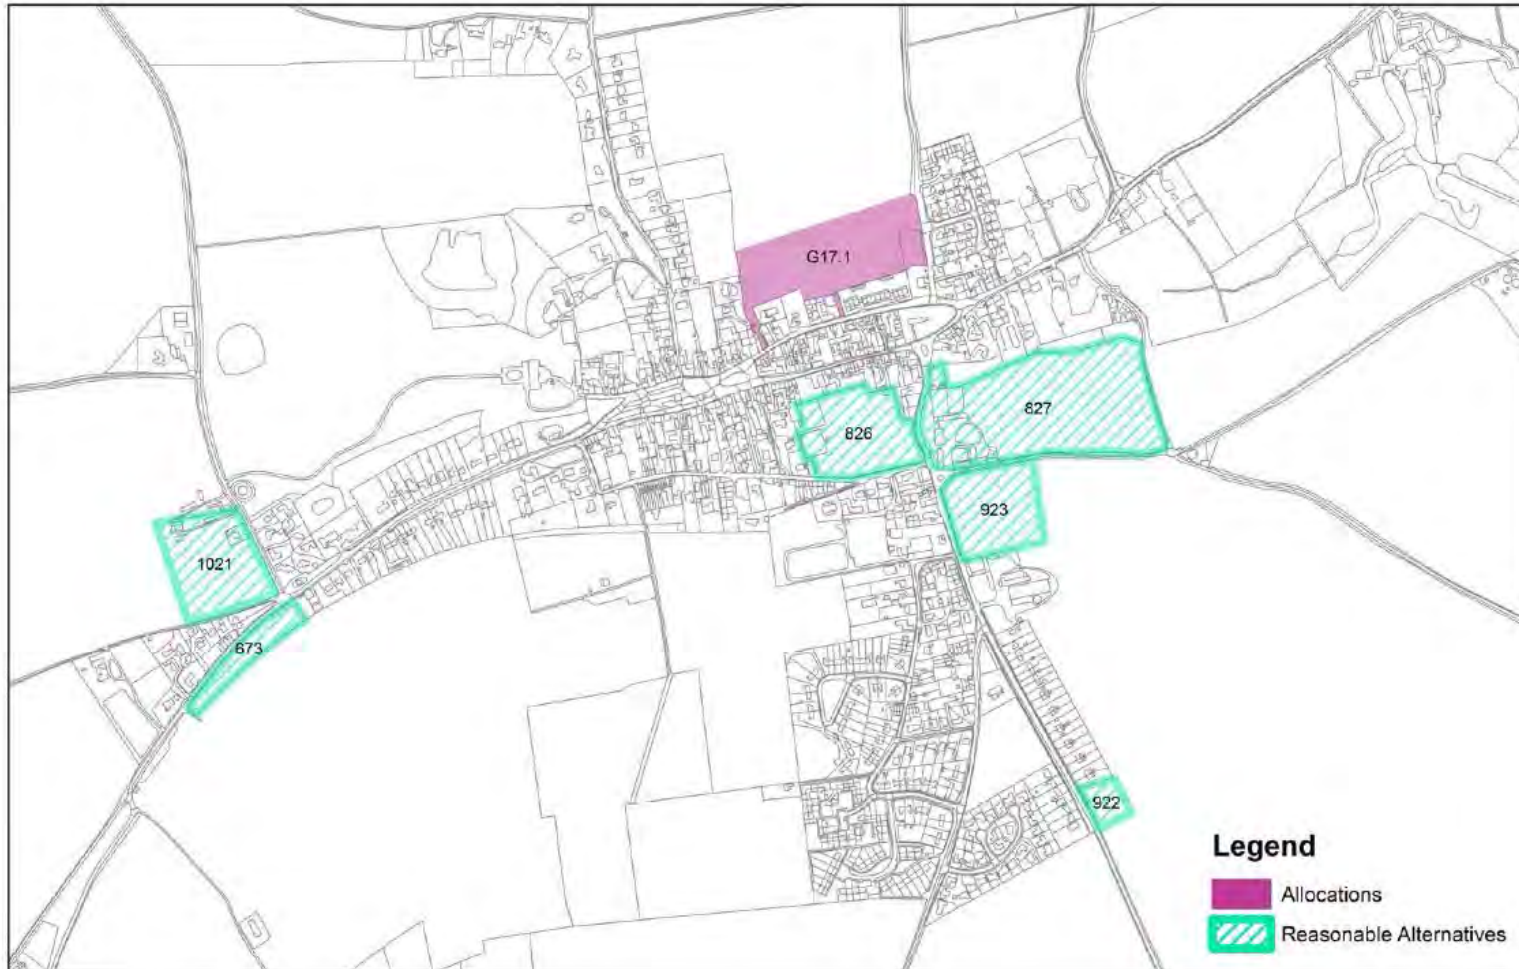 G17.1
827
826
923
1021
673
922
Legend
Allocations
Reasonable Alternatives